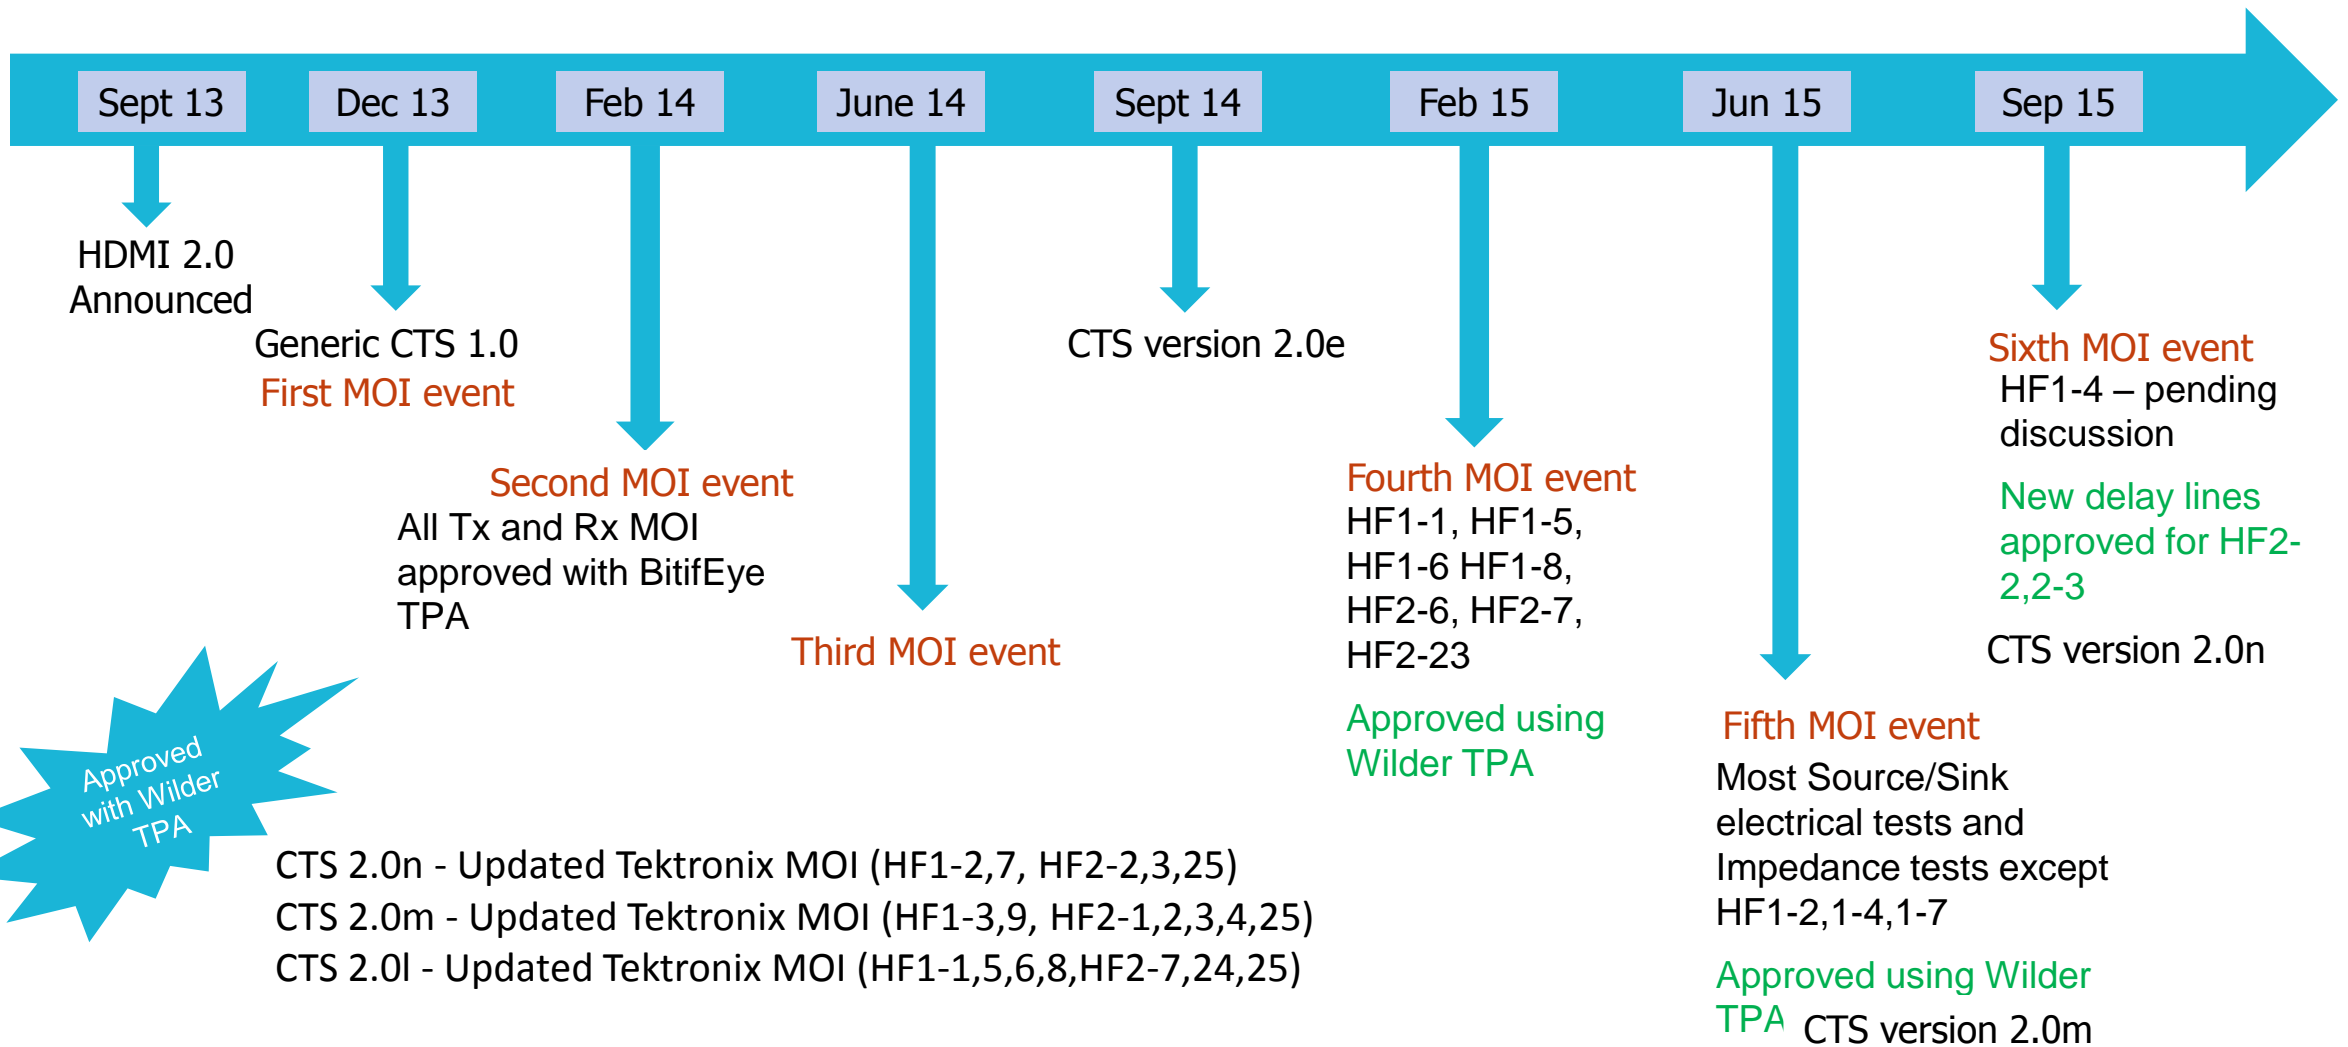 Sept 13
Dec 13
Feb 14
June 14
Sept 14
Feb 15
Jun 15
Sep 15
HDMI 2.0
Announced
Generic CTS 1.0
First MOI event
Second MOI event
All Tx and Rx MOI
approved with BitifEye
TPA
Third MOI event
CTS version 2.0e
Fourth MOI event
HF1-1, HF1-5,
HF1-6 HF1-8,
HF2-6, HF2-7,
HF2-23
Approved using
Wilder TPA
Fifth MOI event
Most Source/Sink
electrical tests and
Impedance tests except
HF1-2,1-4,1-7
Approved using Wilder
TPA
CTS version 2.0m
Sixth MOI event
HF1-4 – pending
discussion
New delay lines
approved for HF2-
2,2-3
CTS version 2.0n
Approved
with Wilder
TPA
CTS 2.0n - Updated Tektronix MOI (HF1-2,7, HF2-2,3,25)
CTS 2.0m - Updated Tektronix MOI (HF1-3,9, HF2-1,2,3,4,25)
CTS 2.0l - Updated Tektronix MOI (HF1-1,5,6,8,HF2-7,24,25)